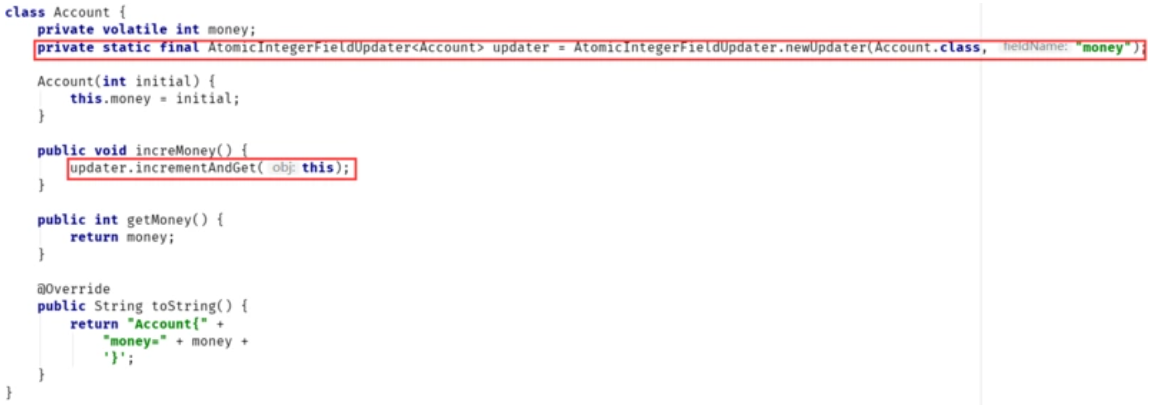 class Account {
    private volatile int money;
    private static final AtomicIntegerFieldUpdater<Account> updater = AtomicIntegerFieldUpdater.newUpdater(Account.class, fieldName: "money");
    Account(int initial) {
        this.money = initial;
    }
    public void increMoney() {
        updater.incrementAndGet( obj: this);
    }
    public int getMoney() {
        return money;
    }
    @Override
    public String toString() {
        return "Account{" +
            "money=" + money +
            '}';
    }
}